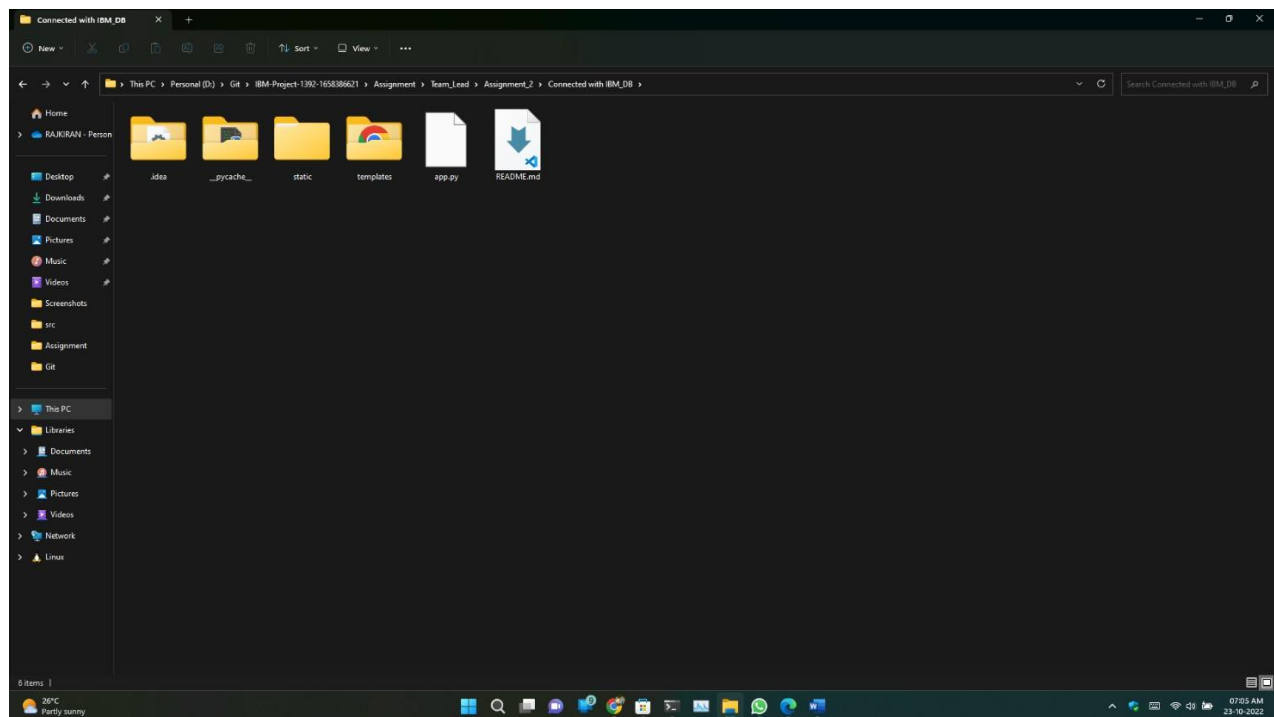 Connected with IBM_DB
New
Sort
View
This PC > Personal (D:) > Git > IBM-Project-1392-1658386621 > Assignment > Team_Lead > Assignment_2 > Connected with IBM_DB >
Search Connected with IBM_DB
Home
RAJKIRAN - Person
Desktop
Downloads
Documents
Pictures
Music
Videos
Screenshots
src
Assignment
Git
This PC
Libraries
Documents
Music
Pictures
Videos
Network
Linux
.idea
__pycache__
static
templates
app.py
README.md
6 items
26°C
Partly sunny
07:05 AM
23-10-2022